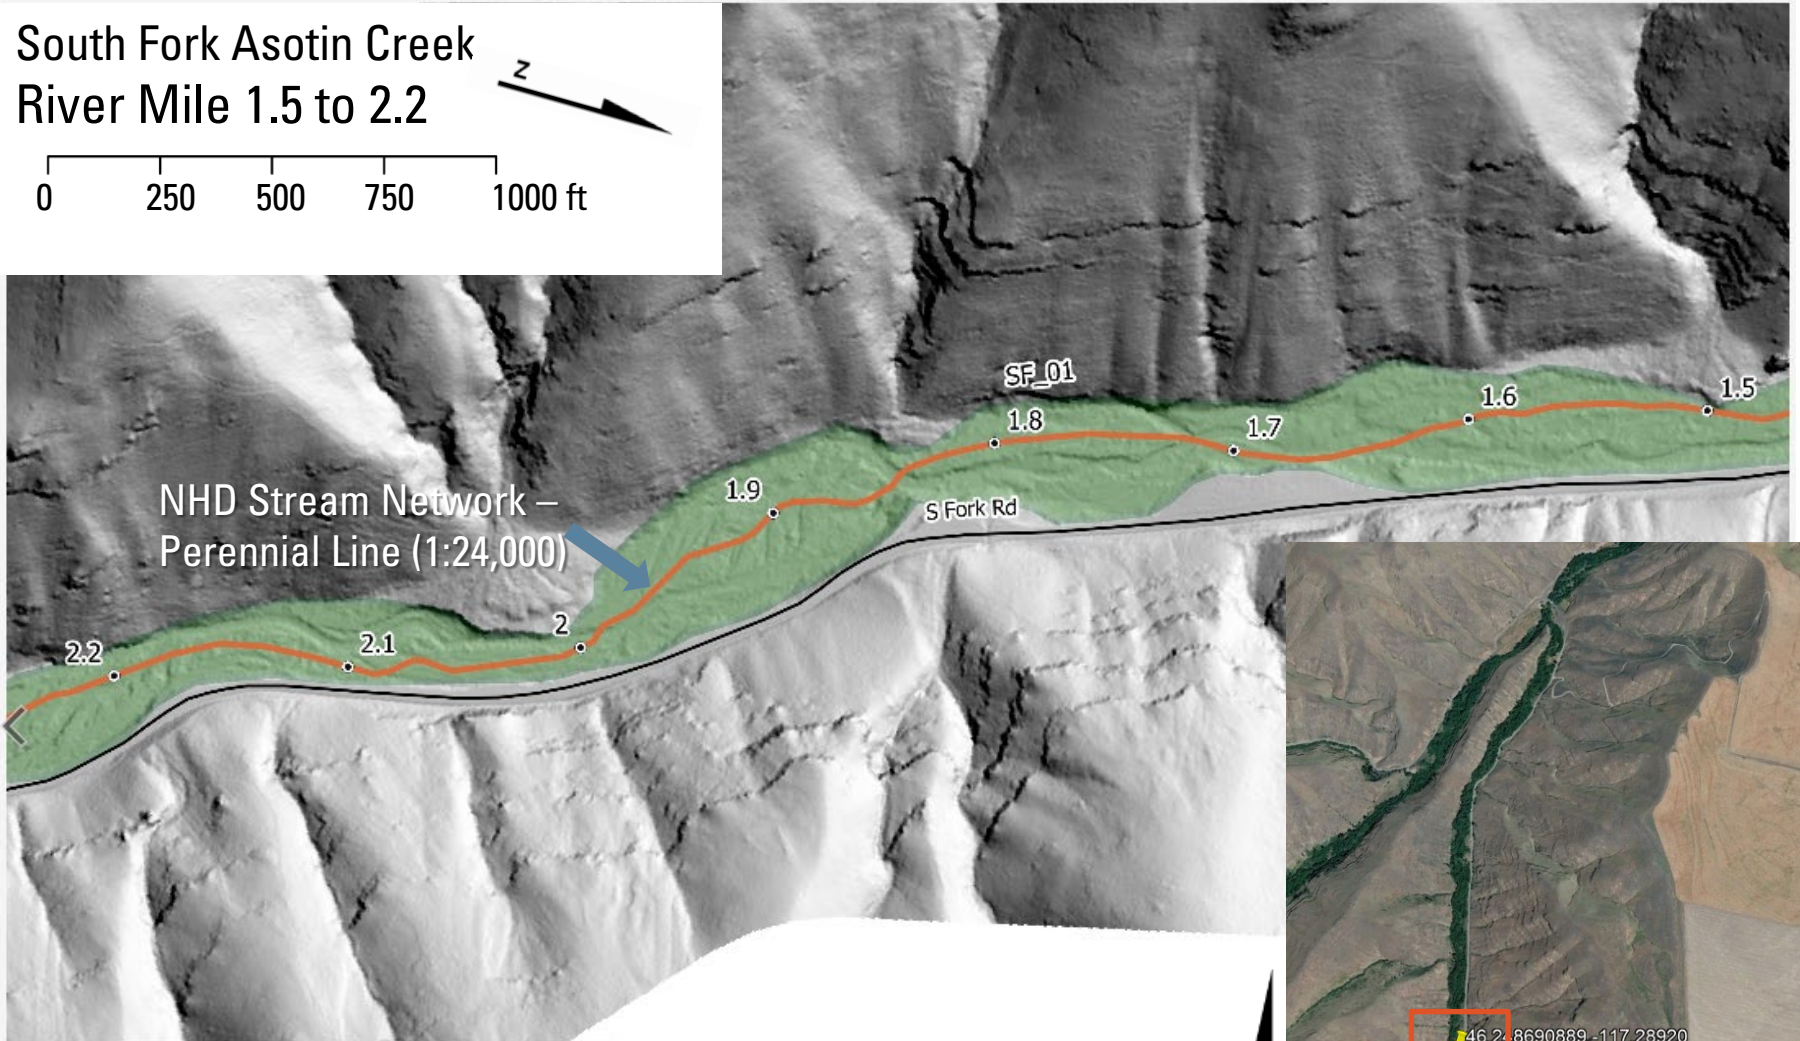 South Fork Asotin Creek
River Mile 1.5 to 2.2
Z
0 250 500 750 1000 ft
SF_01
1.5
1.6
1.7
1.8
1.9
NHD Stream Network –
Perennial Line (1:24,000)
S Fork Rd
2
2.1
2.2